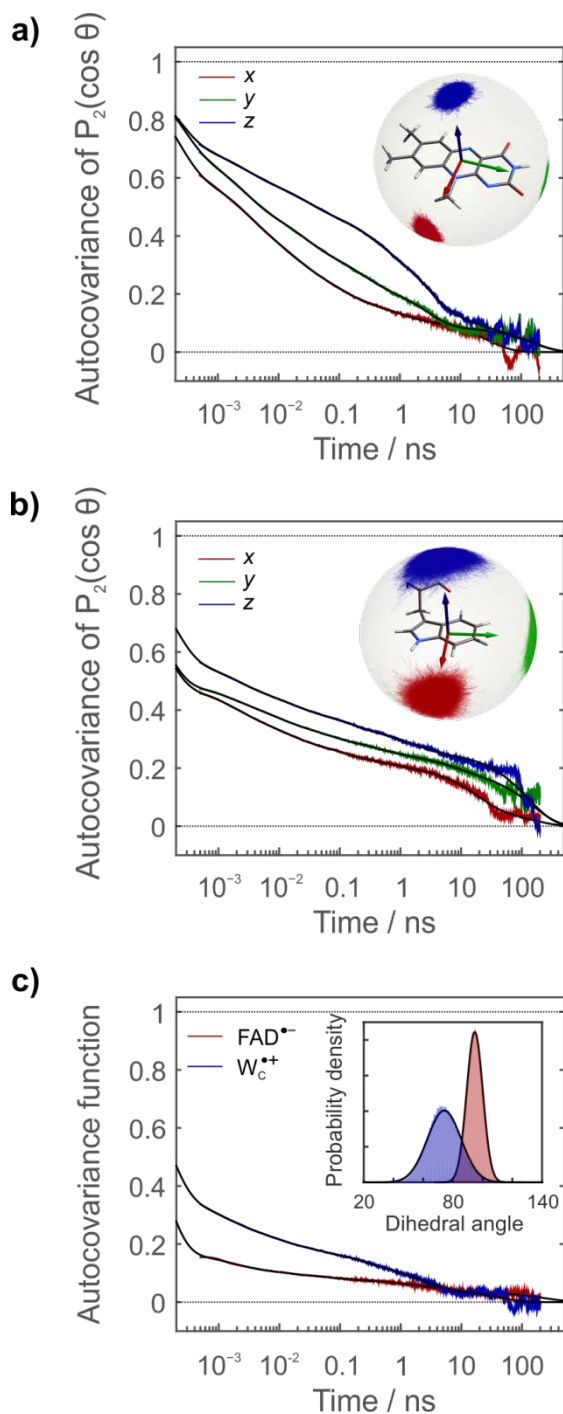 a)
Autocovariance of P₂(cos θ)
1
0.8
0.6
0.4
0.2
0
x
y
z
10⁻³ 10⁻² 0.1 1 10 100
Time / ns
b)
Autocovariance of P₂(cos θ)
1
0.8
0.6
0.4
0.2
0
x
y
z
10⁻³ 10⁻² 0.1 1 10 100
Time / ns
c)
Autocovariance function
1
0.8
0.6
0.4
0.2
0
FAD•−
W_C•+
Probability density
20 80 140
Dihedral angle
10⁻³ 10⁻² 0.1 1 10 100
Time / ns